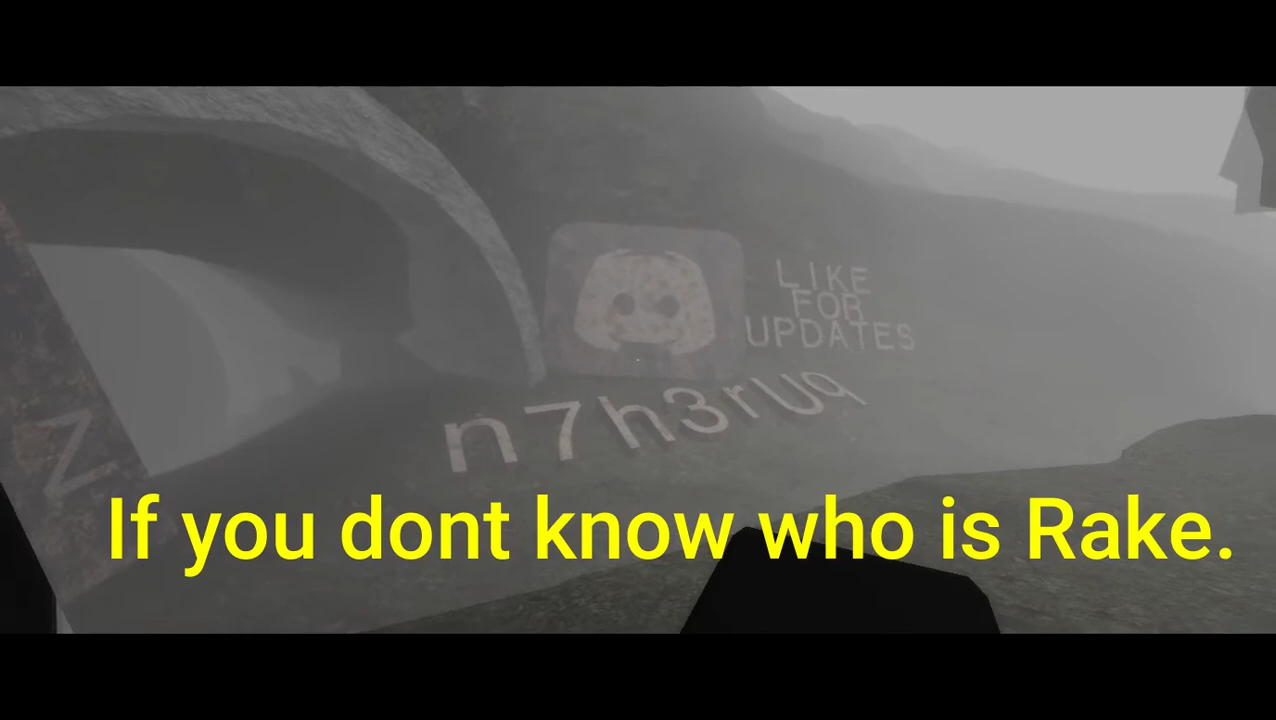 LIKE
FOR
UPDATES
n7h3rUq
Z
If you dont know who is Rake.